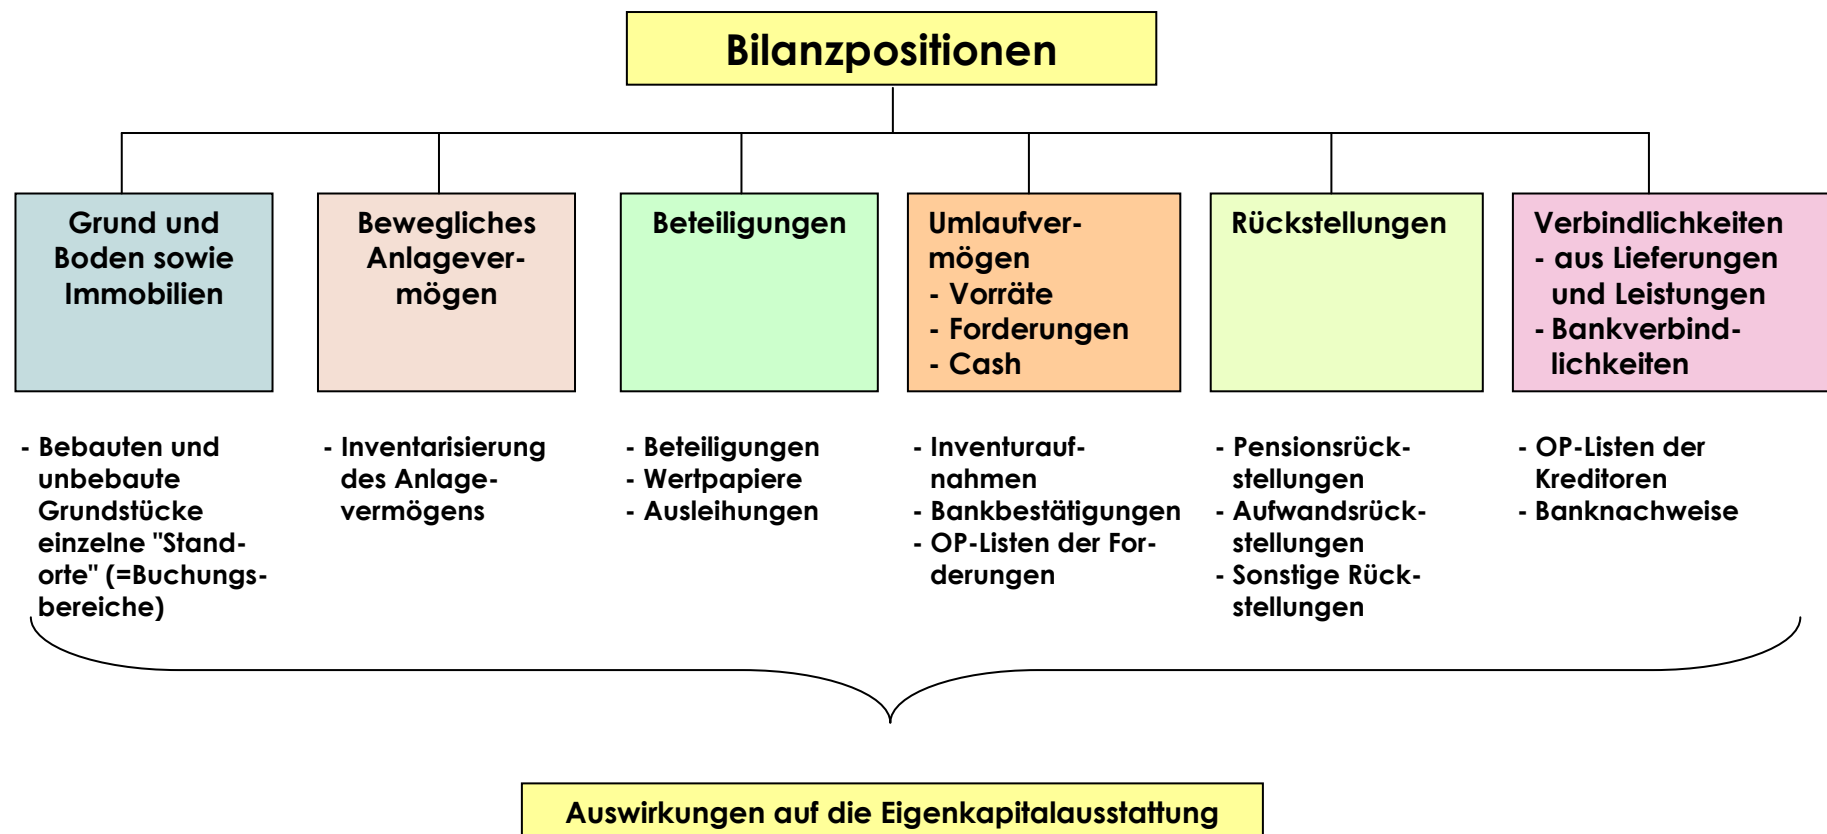 Bilanzpositionen
Grund und
Boden sowie
Immobilien
Bewegliches
Anlagever-
mögen
Beteiligungen
Umlaufver-
mögen
- Vorräte
- Forderungen
- Cash
Rückstellungen
Verbindlichkeiten
- aus Lieferungen
und Leistungen
- Bankverbind-
lichkeiten
- Bebauten und
unbebaute
Grundstücke
einzelne "Stand-
orte" (=Buchungs-
bereiche)
- Inventarisierung
des Anlage-
vermögens
- Beteiligungen
- Wertpapiere
- Ausleihungen
- Inventurauf-
nahmen
- Bankbestätigungen
- OP-Listen der For-
derungen
- Pensionsrück-
stellungen
- Aufwandsrück-
stellungen
- Sonstige Rück-
stellungen
- OP-Listen der
Kreditoren
- Banknachweise
Auswirkungen auf die Eigenkapitalausstattung